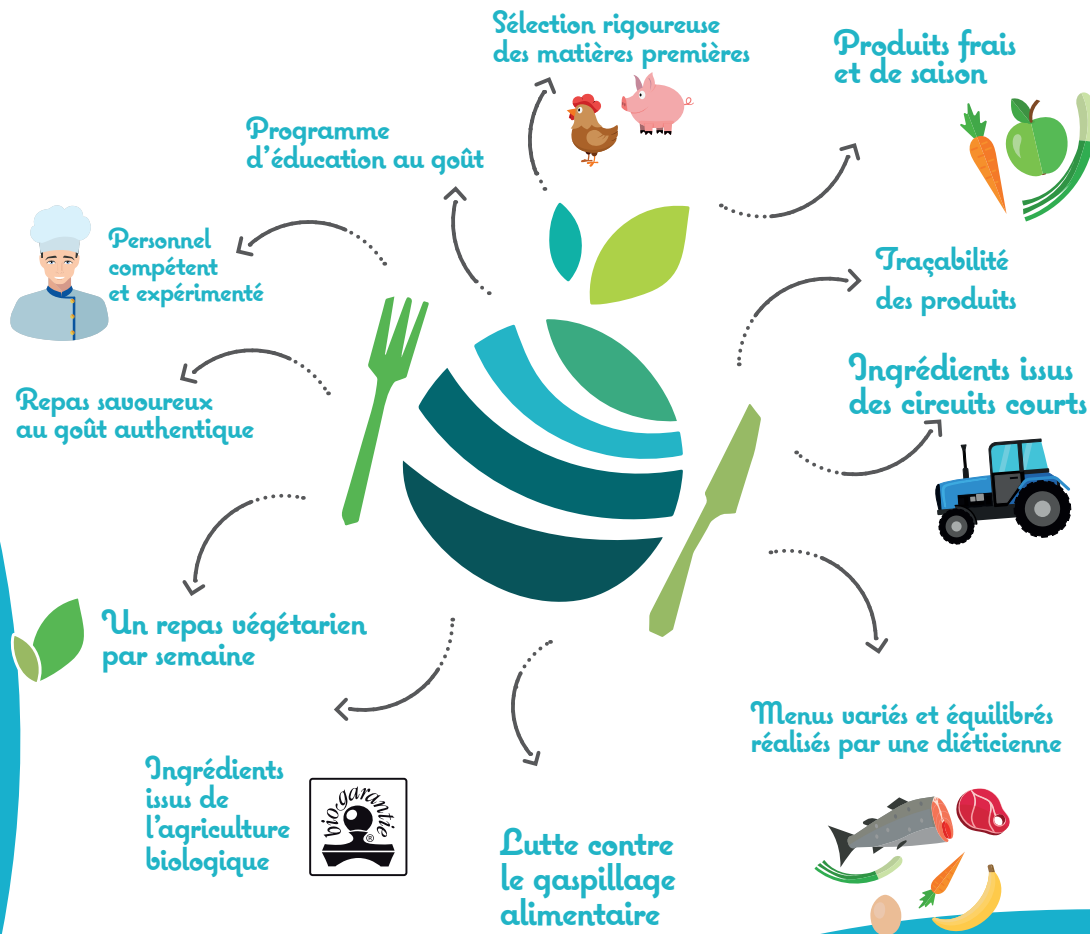 Sélection rigoureuse
des matières premières
Produits frais
et de saison
Programme
d'éducation au goût
Personnel
compétent
et expérimenté
Traçabilité
des produits
Ingrédients issus
des circuits courts
Repas savoureux
au goût authentique
Un repas végétarien
par semaine
Menus variés et équilibrés
réalisés par une diéticienne
Ingrédients
issus de
l'agriculture
biologique
biogarantie
®
Lutte contre
le gaspillage
alimentaire